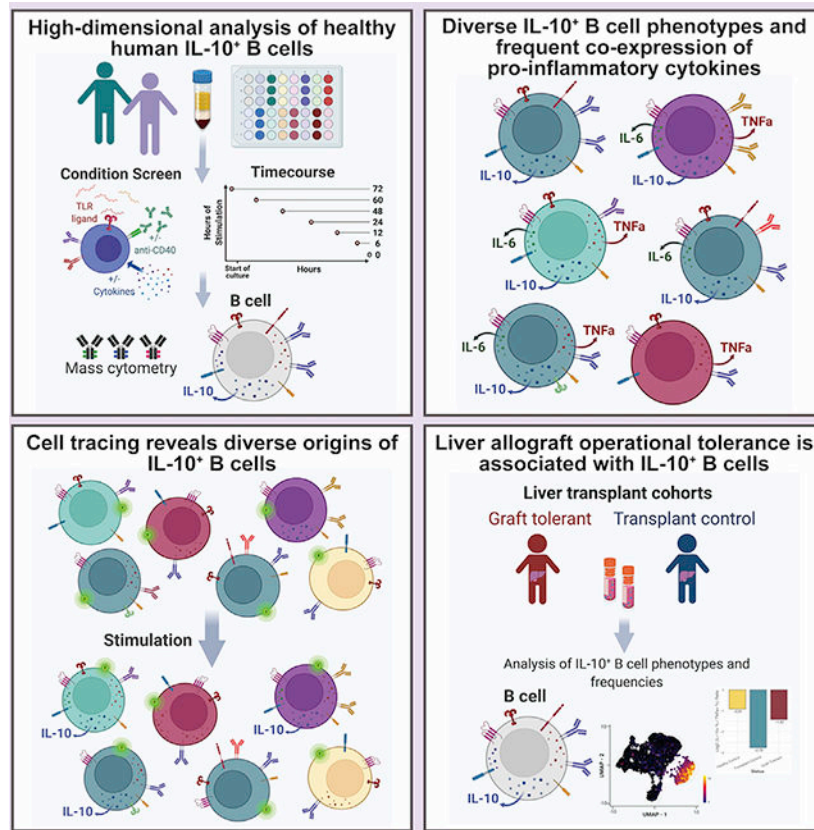 High-dimensional analysis of healthy
human IL-10⁺ B cells
Condition Screen
TLR
ligand
+/-
anti-CD40
+/-
Cytokines
Timecourse
Hours of
Stimulation
72
60
48
24
12
6
0
Start of
culture
Hours
Mass cytometry
B cell
IL-10
Diverse IL-10⁺ B cell phenotypes and
frequent co-expression of
pro-inflammatory cytokines
IL-10
IL-6
TNFa
IL-10
IL-6
TNFa
IL-10
IL-6
IL-10
IL-6
TNFa
IL-10
TNFa
Cell tracing reveals diverse origins of
IL-10⁺ B cells
Stimulation
IL-10
IL-10
IL-10
Liver allograft operational tolerance is
associated with IL-10⁺ B cells
Liver transplant cohorts
Graft tolerant
Transplant control
Analysis of IL-10⁺ B cell phenotypes and
frequencies
B cell
IL-10
UMAP - 2
UMAP - 1
Status